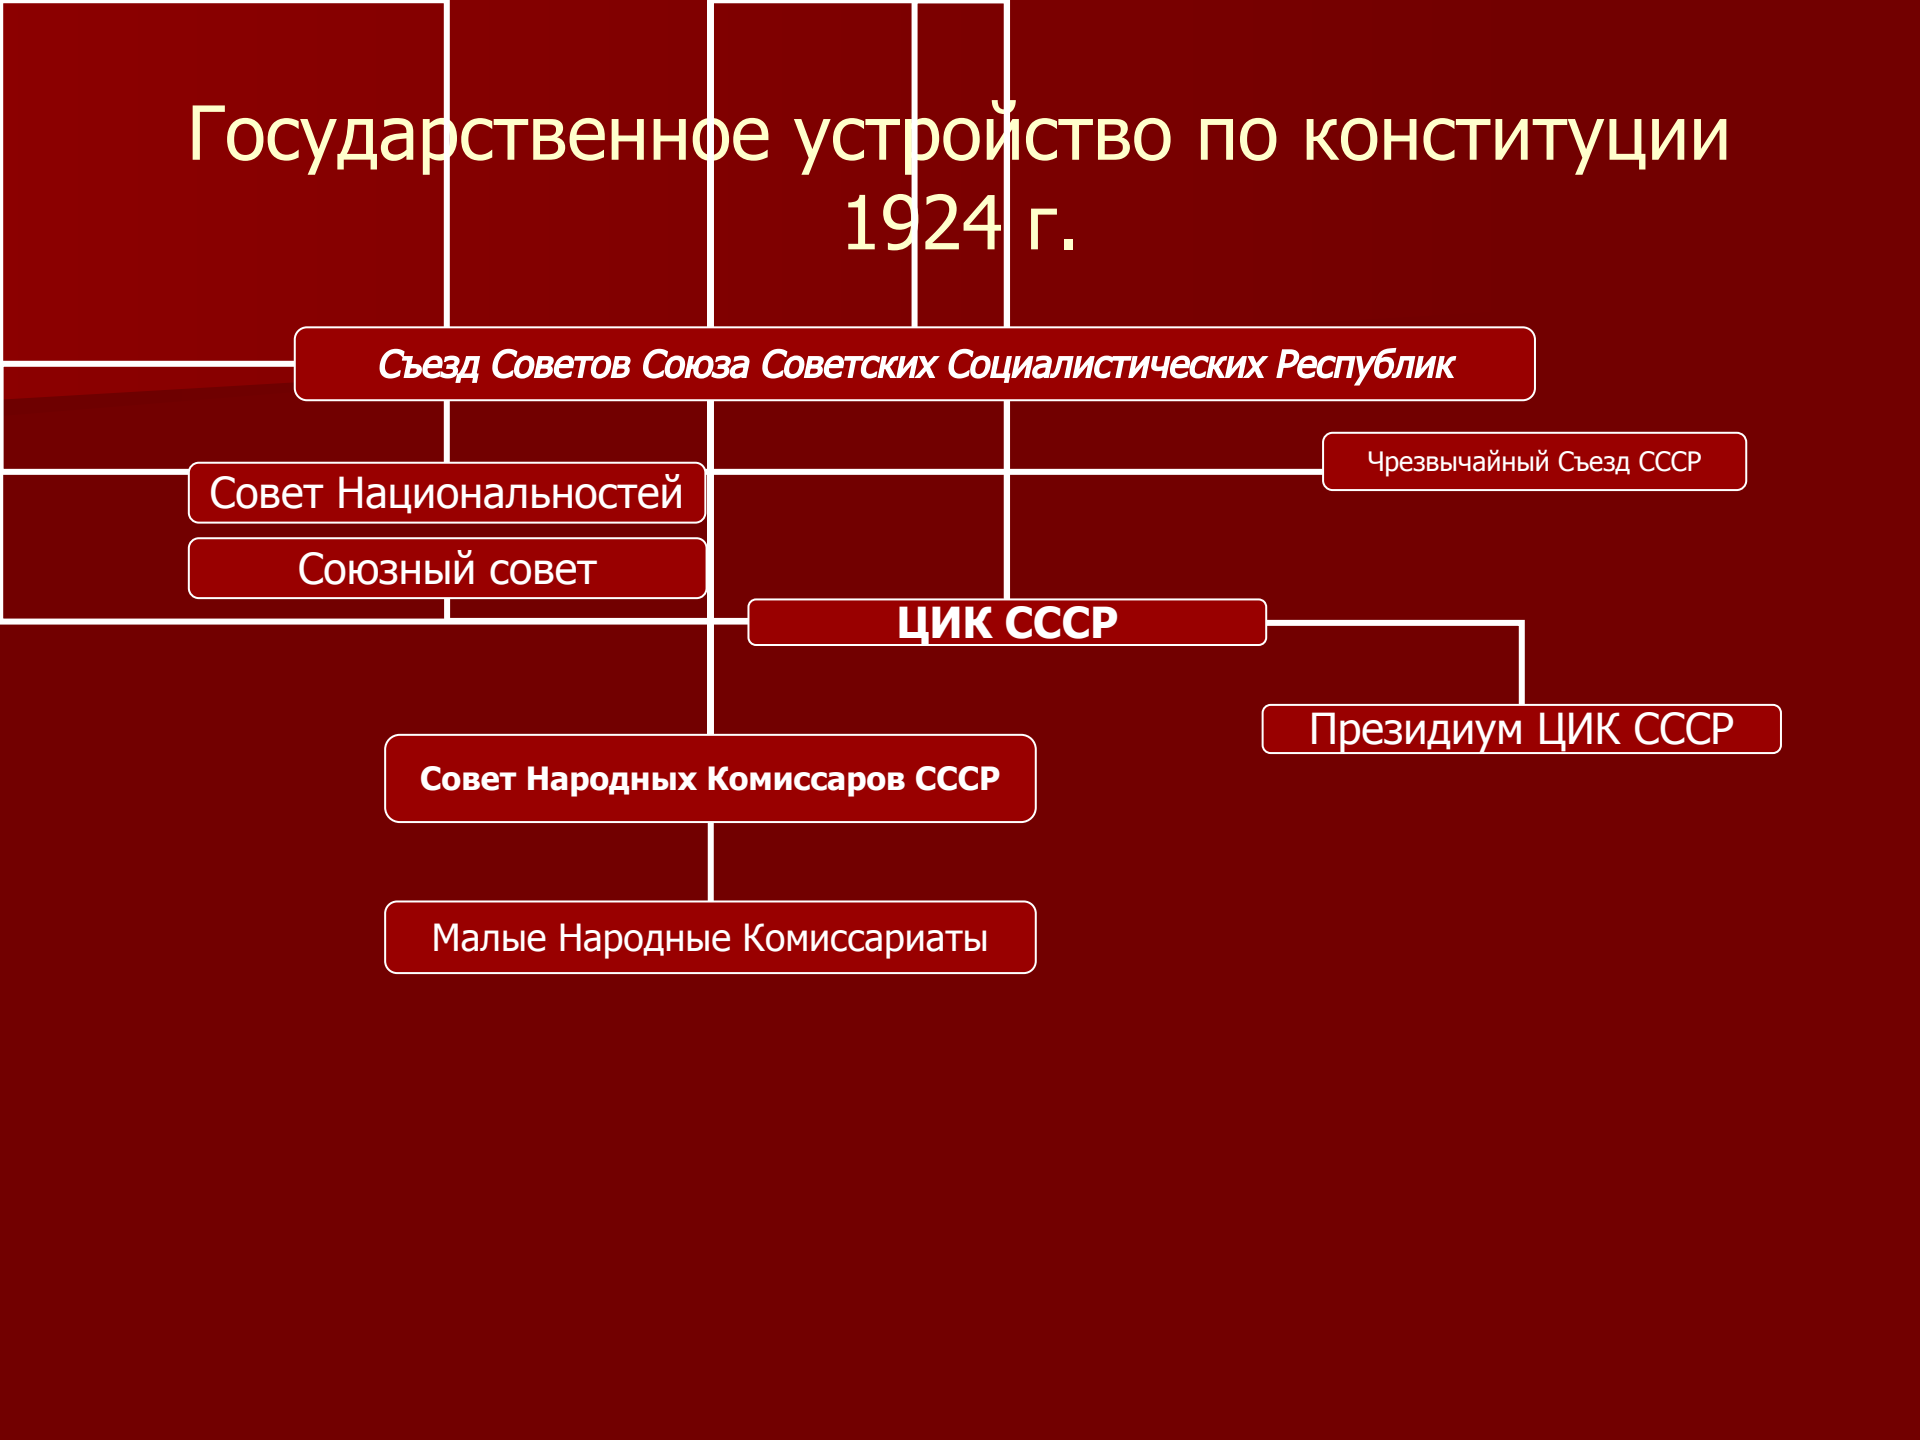 Государственное устройство по конституции
1924 г.
Съезд Советов Союза Советских Социалистических Республик
Чрезвычайный Съезд СССР
Совет Национальностей
Союзный совет
ЦИК СССР
Президиум ЦИК СССР
Совет Народных Комиссаров СССР
Малые Народные Комиссариаты